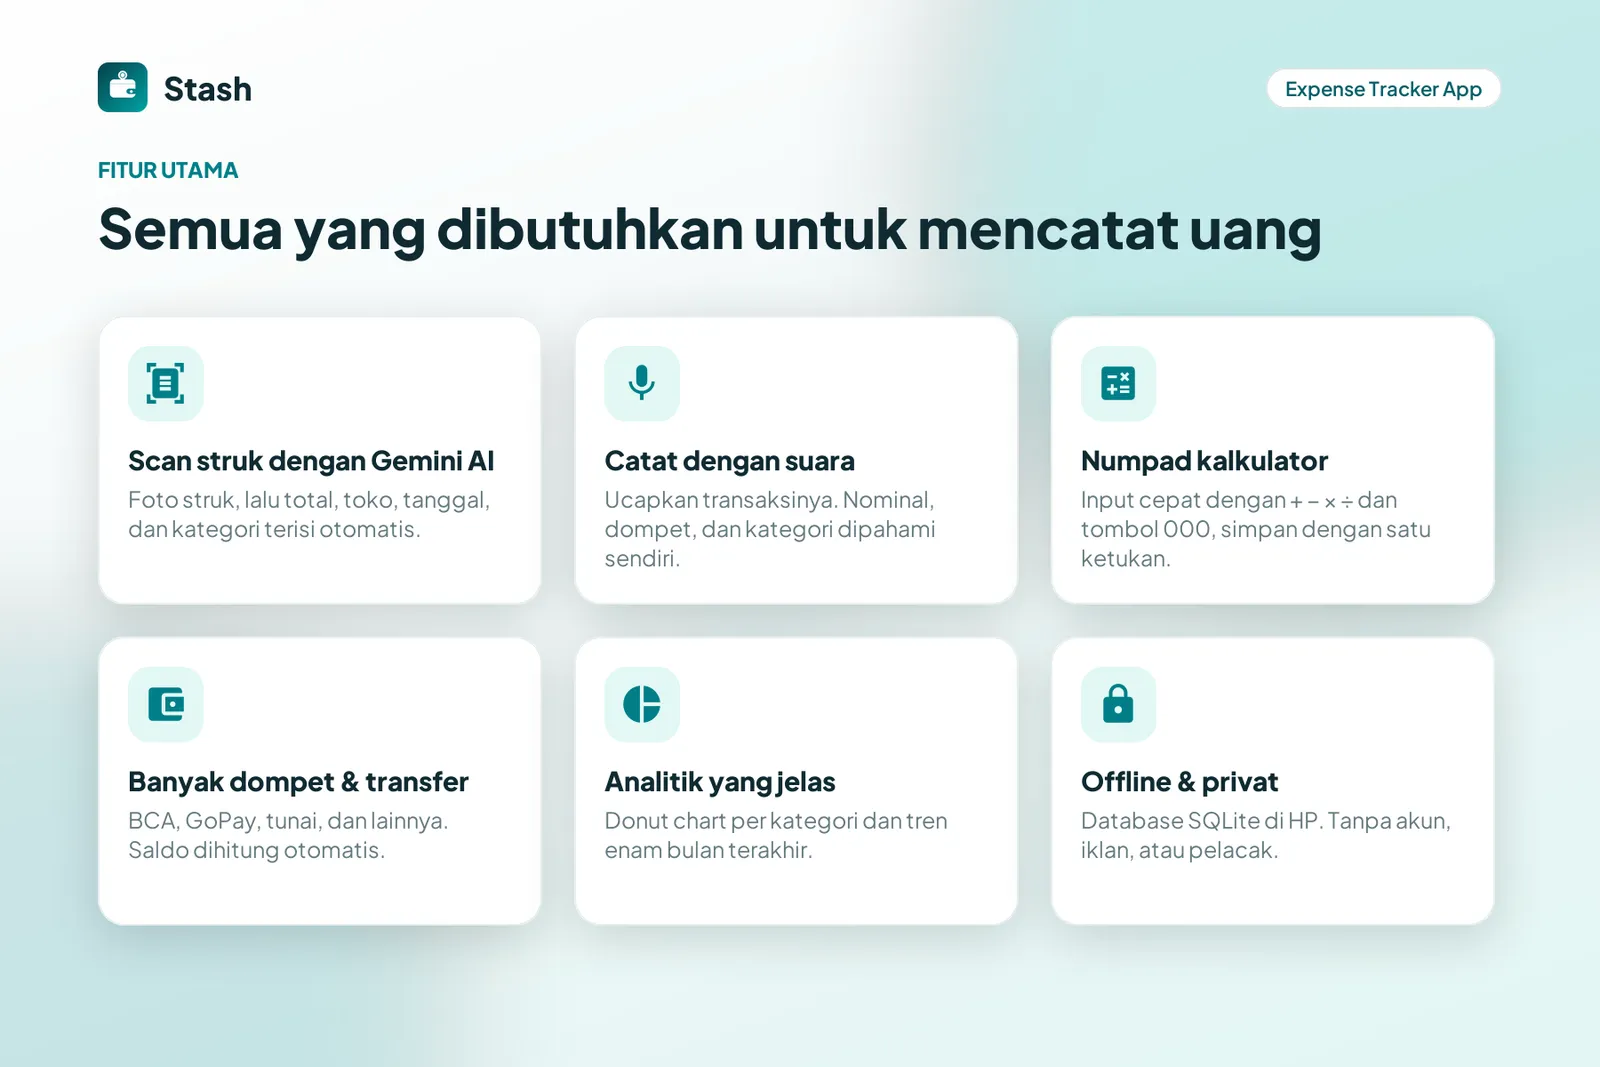 Stash
Expense Tracker App
FITUR UTAMA
Semua yang dibutuhkan untuk mencatat uang
Scan struk dengan Gemini AI
Foto struk, lalu total, toko, tanggal,
dan kategori terisi otomatis.
Catat dengan suara
Ucapkan transaksinya. Nominal,
dompet, dan kategori dipahami
sendiri.
Numpad kalkulator
Input cepat dengan + − × ÷ dan
tombol 000, simpan dengan satu
ketukan.
Banyak dompet & transfer
BCA, GoPay, tunai, dan lainnya.
Saldo dihitung otomatis.
Analitik yang jelas
Donut chart per kategori dan tren
enam bulan terakhir.
Offline & privat
Database SQLite di HP. Tanpa akun,
iklan, atau pelacak.